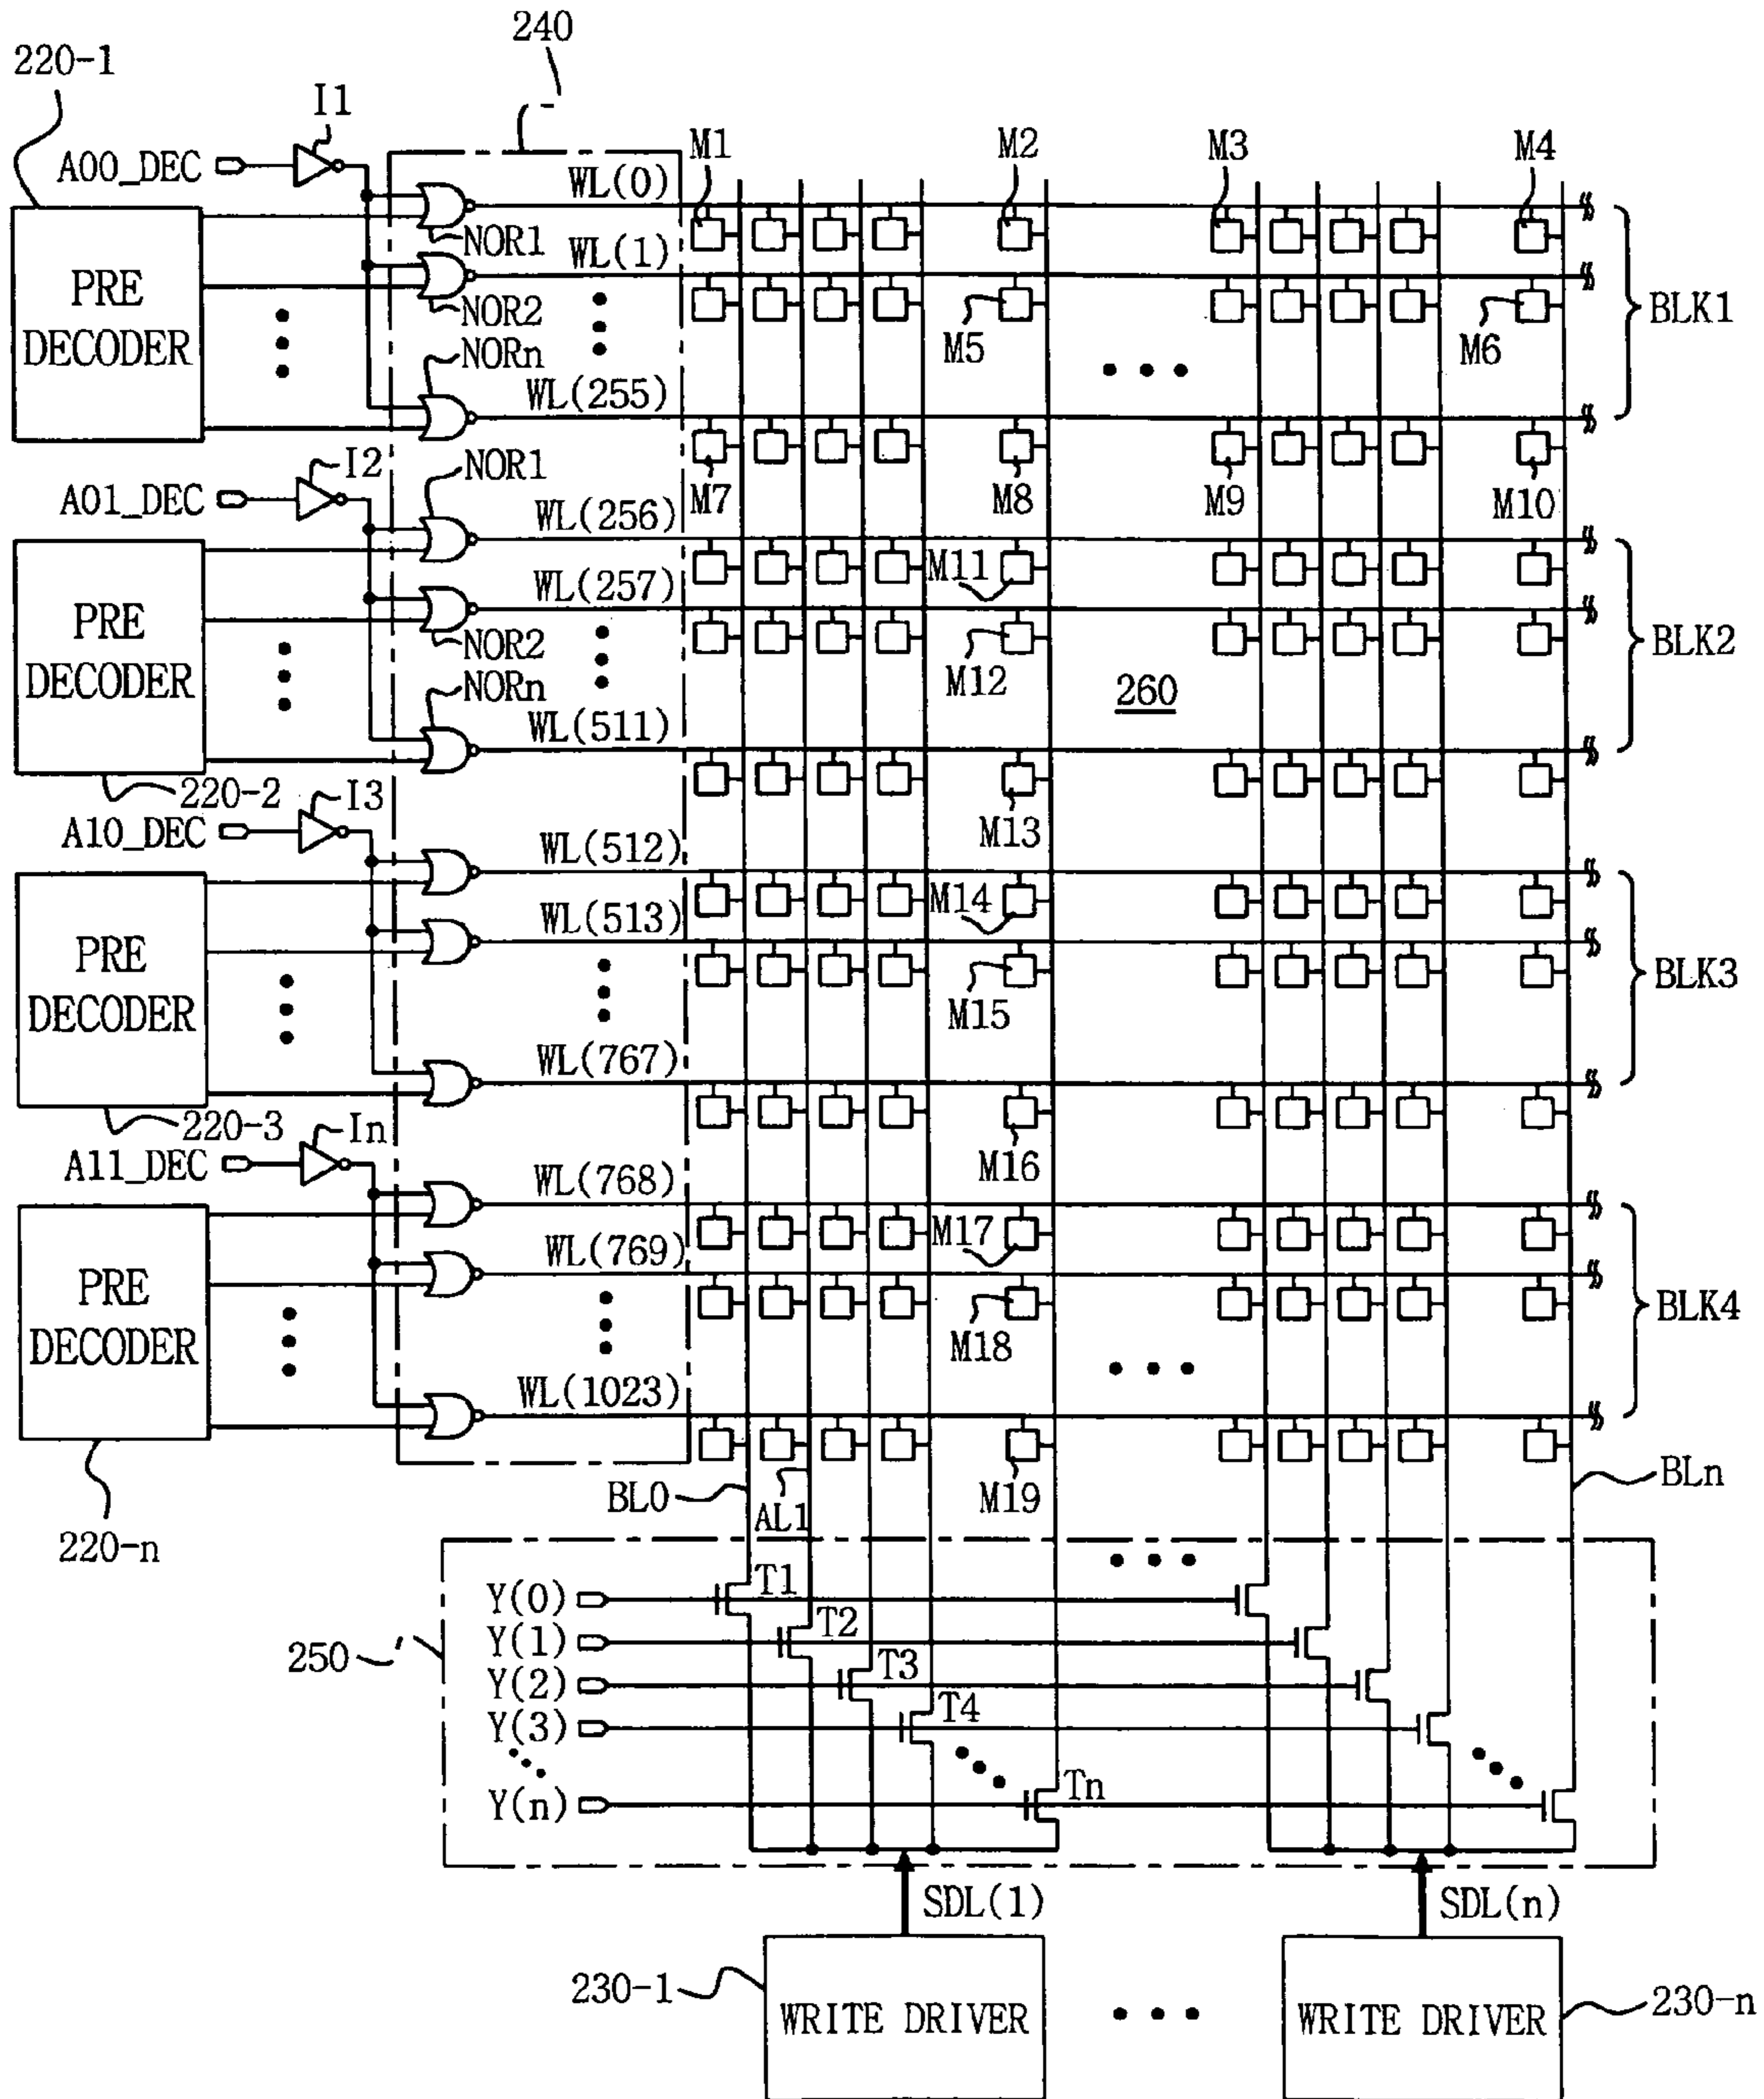 240
220-1
I1
A00_DEC
WL(0)
M1
M2
M3
M4
NOR1
WL(1)
PRE
DECODER
NOR2
M5
M6
BLK1
NORn
WL(255)
I2
NOR1
M7
M8
M9
M10
A01_DEC
WL(256)
M11
WL(257)
PRE
DECODER
NOR2
M12
BLK2
NORn
260
WL(511)
220-2
I3
M13
A10_DEC
WL(512)
M14
WL(513)
PRE
DECODER
M15
BLK3
WL(767)
220-3
In
A11_DEC
M16
WL(768)
M17
WL(769)
PRE
DECODER
M18
BLK4
WL(1023)
BL0
AL1
M19
BLn
220-n
Y(0)
T1
Y(1)
T2
250
Y(2)
T3
Y(3)
T4
Y(n)
Tn
SDL(1)
SDL(n)
230-1
WRITE DRIVER
WRITE DRIVER
230-n